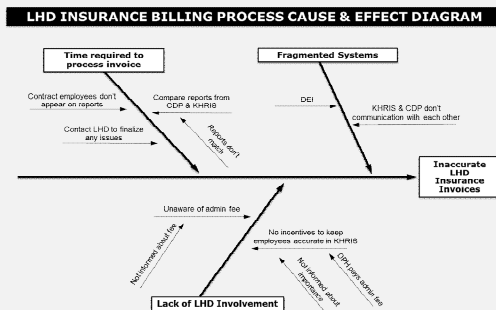 LHD INSURANCE BILLING PROCESS CAUSE & EFFECT DIAGRAM
Time required to
process invoice
Fragmented Systems
Contract employees don't
appear on reports
Compare reports from
CDP & KHRIS
DEI
KHRIS & CDP don't
communication with each other
Contact LHD to finalize
any issues
Reports don't
match
Inaccurate
LHD
Insurance
Invoices
Unaware of admin fee
Not informed about fee
No incentives to keep
employees accurate in KHRIS
Not informed about
importance
DPH pays admin fee
Lack of LHD Involvement